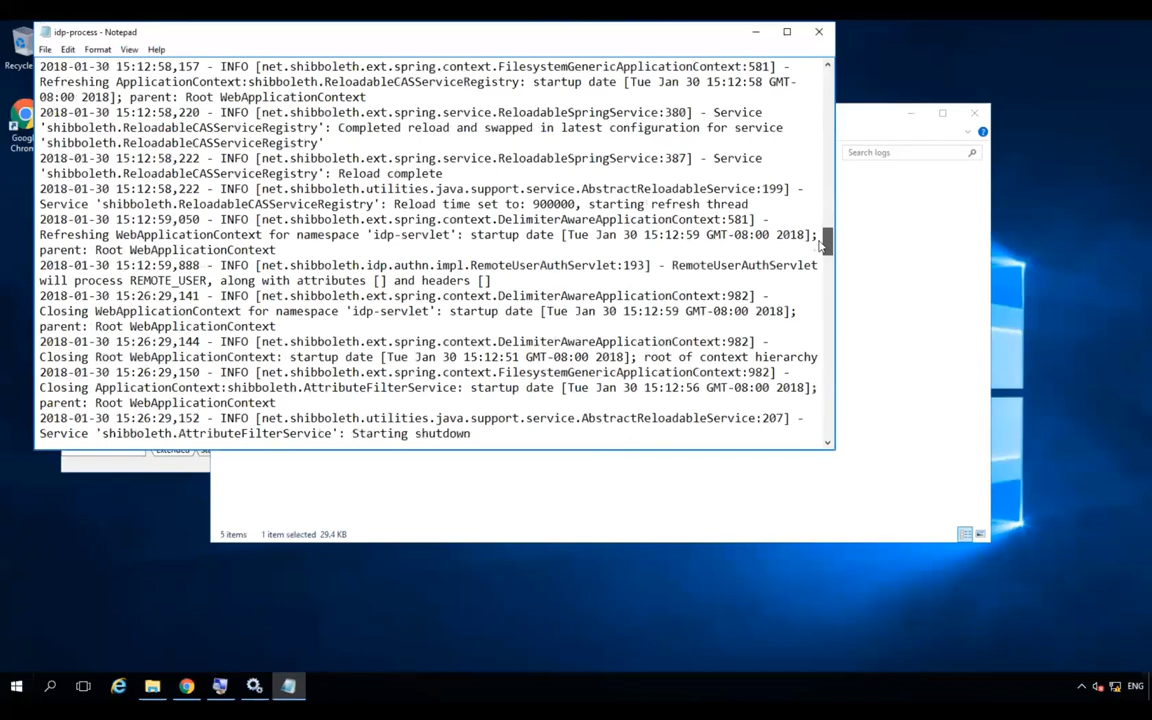 idp-process - Notepad
File Edit Format View Help
2018-01-30 15:12:58,157 - INFO [net.shibboleth.ext.spring.context.FilesystemGenericApplicationContext:581] -
Refreshing ApplicationContext:shibboleth.ReloadableCASServiceRegistry: startup date [Tue Jan 30 15:12:58 GMT-
08:00 2018]; parent: Root WebApplicationContext
2018-01-30 15:12:58,220 - INFO [net.shibboleth.ext.spring.service.ReloadableSpringService:380] - Service
'shibboleth.ReloadableCASServiceRegistry': Completed reload and swapped in latest configuration for service
'shibboleth.ReloadableCASServiceRegistry'
2018-01-30 15:12:58,222 - INFO [net.shibboleth.ext.spring.service.ReloadableSpringService:387] - Service
'shibboleth.ReloadableCASServiceRegistry': Reload complete
2018-01-30 15:12:58,222 - INFO [net.shibboleth.utilities.java.support.service.AbstractReloadableService:199] -
Service 'shibboleth.ReloadableCASServiceRegistry': Reload time set to: 900000, starting refresh thread
2018-01-30 15:12:59,050 - INFO [net.shibboleth.ext.spring.context.DelimiterAwareApplicationContext:581] -
Refreshing WebApplicationContext for namespace 'idp-servlet': startup date [Tue Jan 30 15:12:59 GMT-08:00 2018];
parent: Root WebApplicationContext
2018-01-30 15:12:59,888 - INFO [net.shibboleth.idp.authn.impl.RemoteUserAuthServlet:193] - RemoteUserAuthServlet
will process REMOTE_USER, along with attributes [] and headers []
2018-01-30 15:26:29,141 - INFO [net.shibboleth.ext.spring.context.DelimiterAwareApplicationContext:982] -
Closing WebApplicationContext for namespace 'idp-servlet': startup date [Tue Jan 30 15:12:59 GMT-08:00 2018];
parent: Root WebApplicationContext
2018-01-30 15:26:29,144 - INFO [net.shibboleth.ext.spring.context.DelimiterAwareApplicationContext:982] -
Closing Root WebApplicationContext: startup date [Tue Jan 30 15:12:51 GMT-08:00 2018]; root of context hierarchy
2018-01-30 15:26:29,150 - INFO [net.shibboleth.ext.spring.context.FilesystemGenericApplicationContext:982] -
Closing ApplicationContext:shibboleth.AttributeFilterService: startup date [Tue Jan 30 15:12:56 GMT-08:00 2018];
parent: Root WebApplicationContext
2018-01-30 15:26:29,152 - INFO [net.shibboleth.utilities.java.support.service.AbstractReloadableService:207] -
Service 'shibboleth.AttributeFilterService': Starting shutdown
Recycle
Google
Chrom
Search logs
Extended
5 items 1 item selected 29.4 KB
ENG